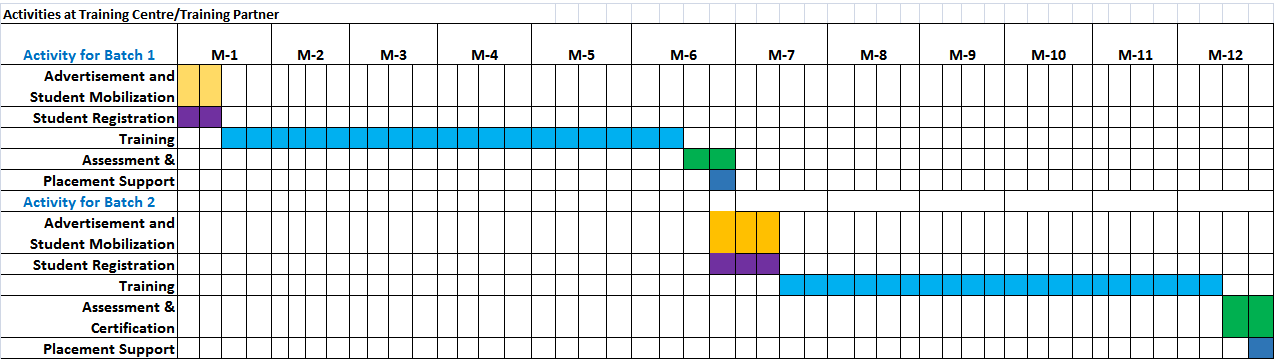 Activities at Training Centre/Training Partner
Activity for Batch 1 M-1 M-2 M-3 M-4 M-5 M-6 M-7 M-8 M-9 M-10 M-11 M-12
Advertisement and
Student Mobilization
Student Registration
Training
Assessment &
Placement Support
Activity for Batch 2
Advertisement and
Student Mobilization
Student Registration
Training
Assessment &
Certification
Placement Support